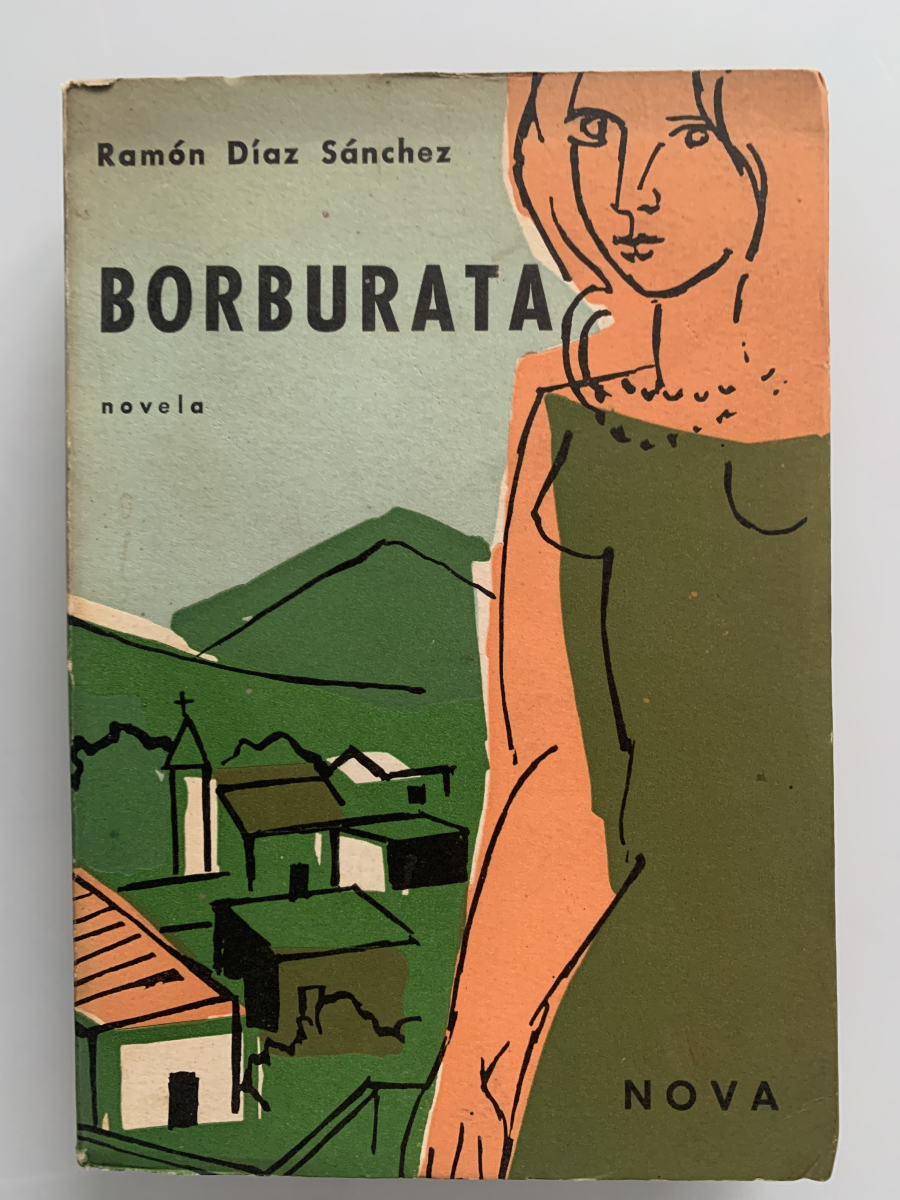 Ramón Díaz Sánchez
BORBURATA
novela
NOVA